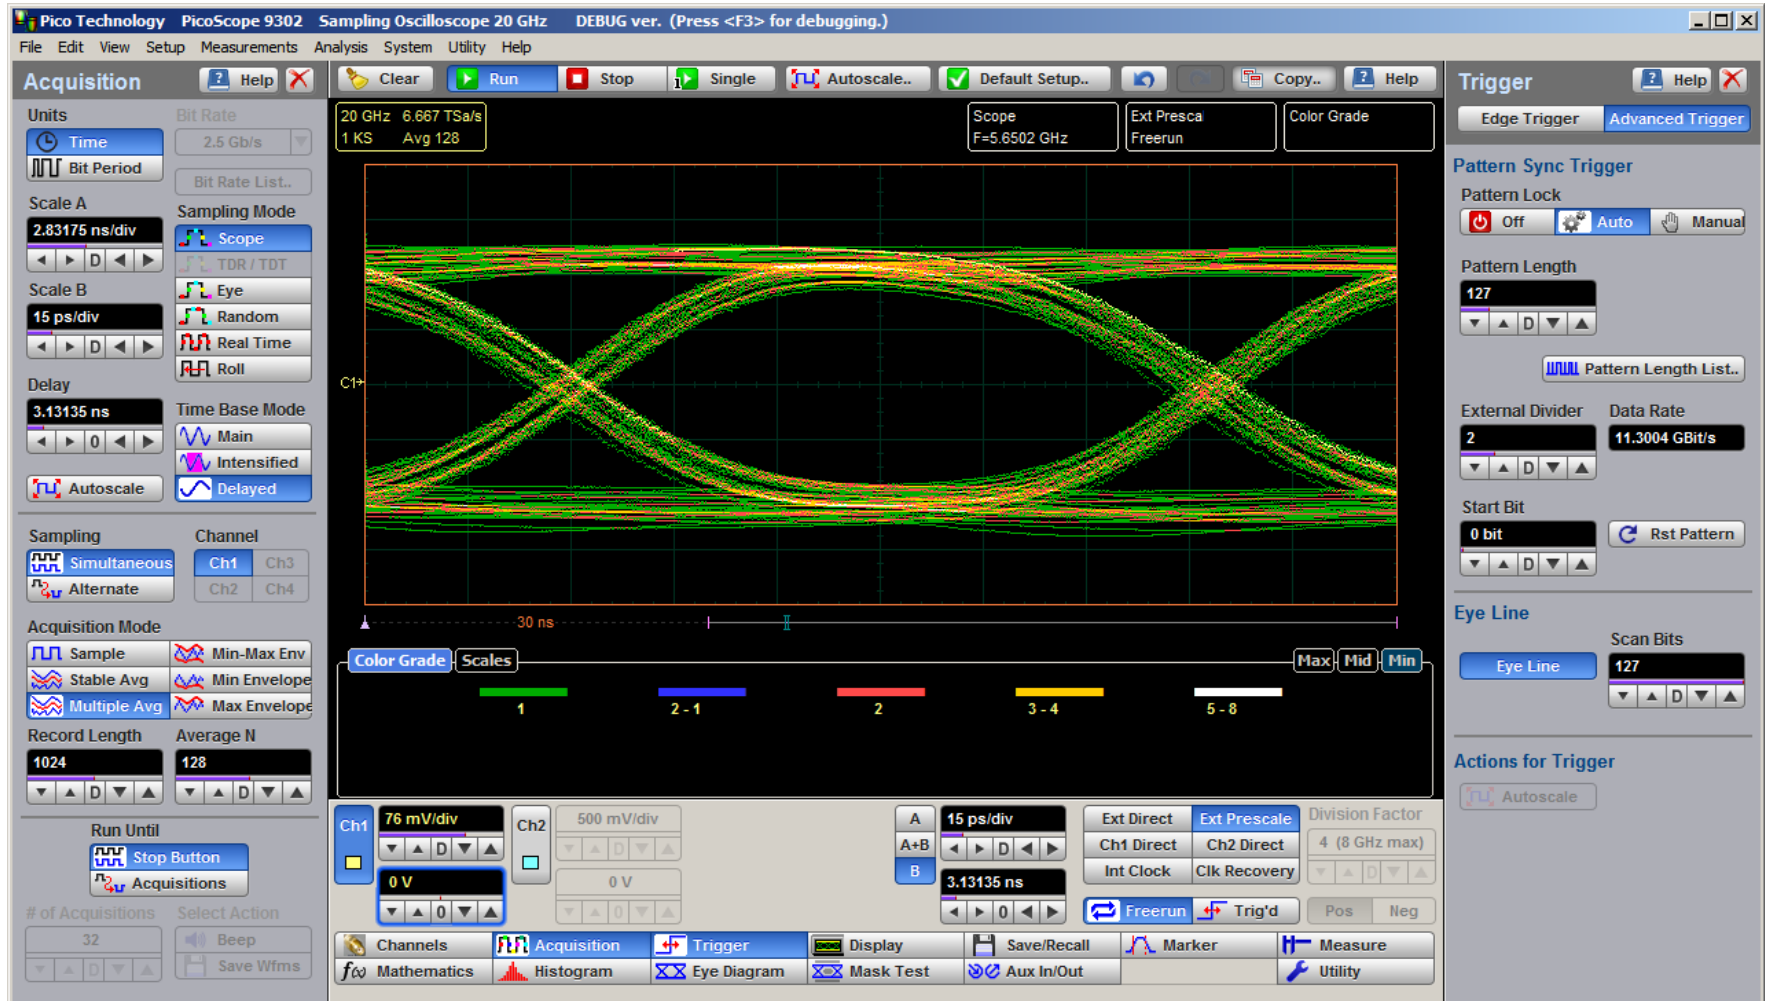 Pico Technology PicoScope 9302 Sampling Oscilloscope 20 GHz DEBUG ver. (Press <F3> for debugging.)
File Edit View Setup Measurements Analysis System Utility Help
Acquisition
Help
Units
Time
Bit Period
Bit Rate
2.5 Gb/s
Bit Rate List..
Scale A
2.83175 ns/div
D
Scale B
15 ps/div
D
Delay
3.13135 ns
0
Autoscale
Sampling Mode
Scope
TDR / TDT
Eye
Random
Real Time
Roll
Time Base Mode
Main
Intensified
Delayed
Sampling
Simultaneous
Alternate
Channel
Ch1 Ch3
Ch2 Ch4
Acquisition Mode
Sample Min-Max Env
Stable Avg Min Envelope
Multiple Avg Max Envelope
Record Length Average N
1024 128
D D
Run Until
Stop Button
Acquisitions
# of Acquisitions Select Action
32 Beep
D Save Wfms
Clear Run Stop Single Autoscale.. Default Setup.. Copy.. Help
20 GHz 6.667 TSa/s
1 KS Avg 128
Scope
F=5.6502 GHz
Ext Presca
Freerun
Color Grade
C1
30 ns
Color Grade Scales Max Mid Min
1 2 - 1 2 3 - 4 5 - 8
Ch1
76 mV/div
D
0 V
0
Ch2
500 mV/div
D
0 V
0
A
A+B
B
15 ps/div
D
3.13135 ns
0
Ext Direct Ext Prescale
Ch1 Direct Ch2 Direct
Int Clock Clk Recovery
Division Factor
4 (8 GHz max)
D
Freerun Trig'd Pos Neg
Channels Acquisition Trigger Display Save/Recall Marker Measure
f(x) Mathematics Histogram Eye Diagram Mask Test Aux In/Out Utility
Trigger
Help
Edge Trigger Advanced Trigger
Pattern Sync Trigger
Pattern Lock
Off Auto Manual
Pattern Length
127
D
Pattern Length List..
External Divider Data Rate
2 11.3004 GBit/s
D
Start Bit
0 bit Rst Pattern
D
Eye Line
Scan Bits
Eye Line 127
D
Actions for Trigger
Autoscale